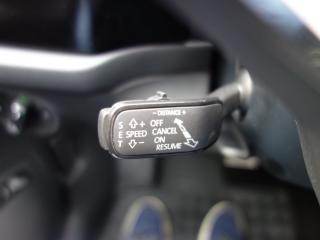 - DISTANCE +
S ⇧+ OFF
E SPEED CANCEL
ON
T ⇩- RESUME